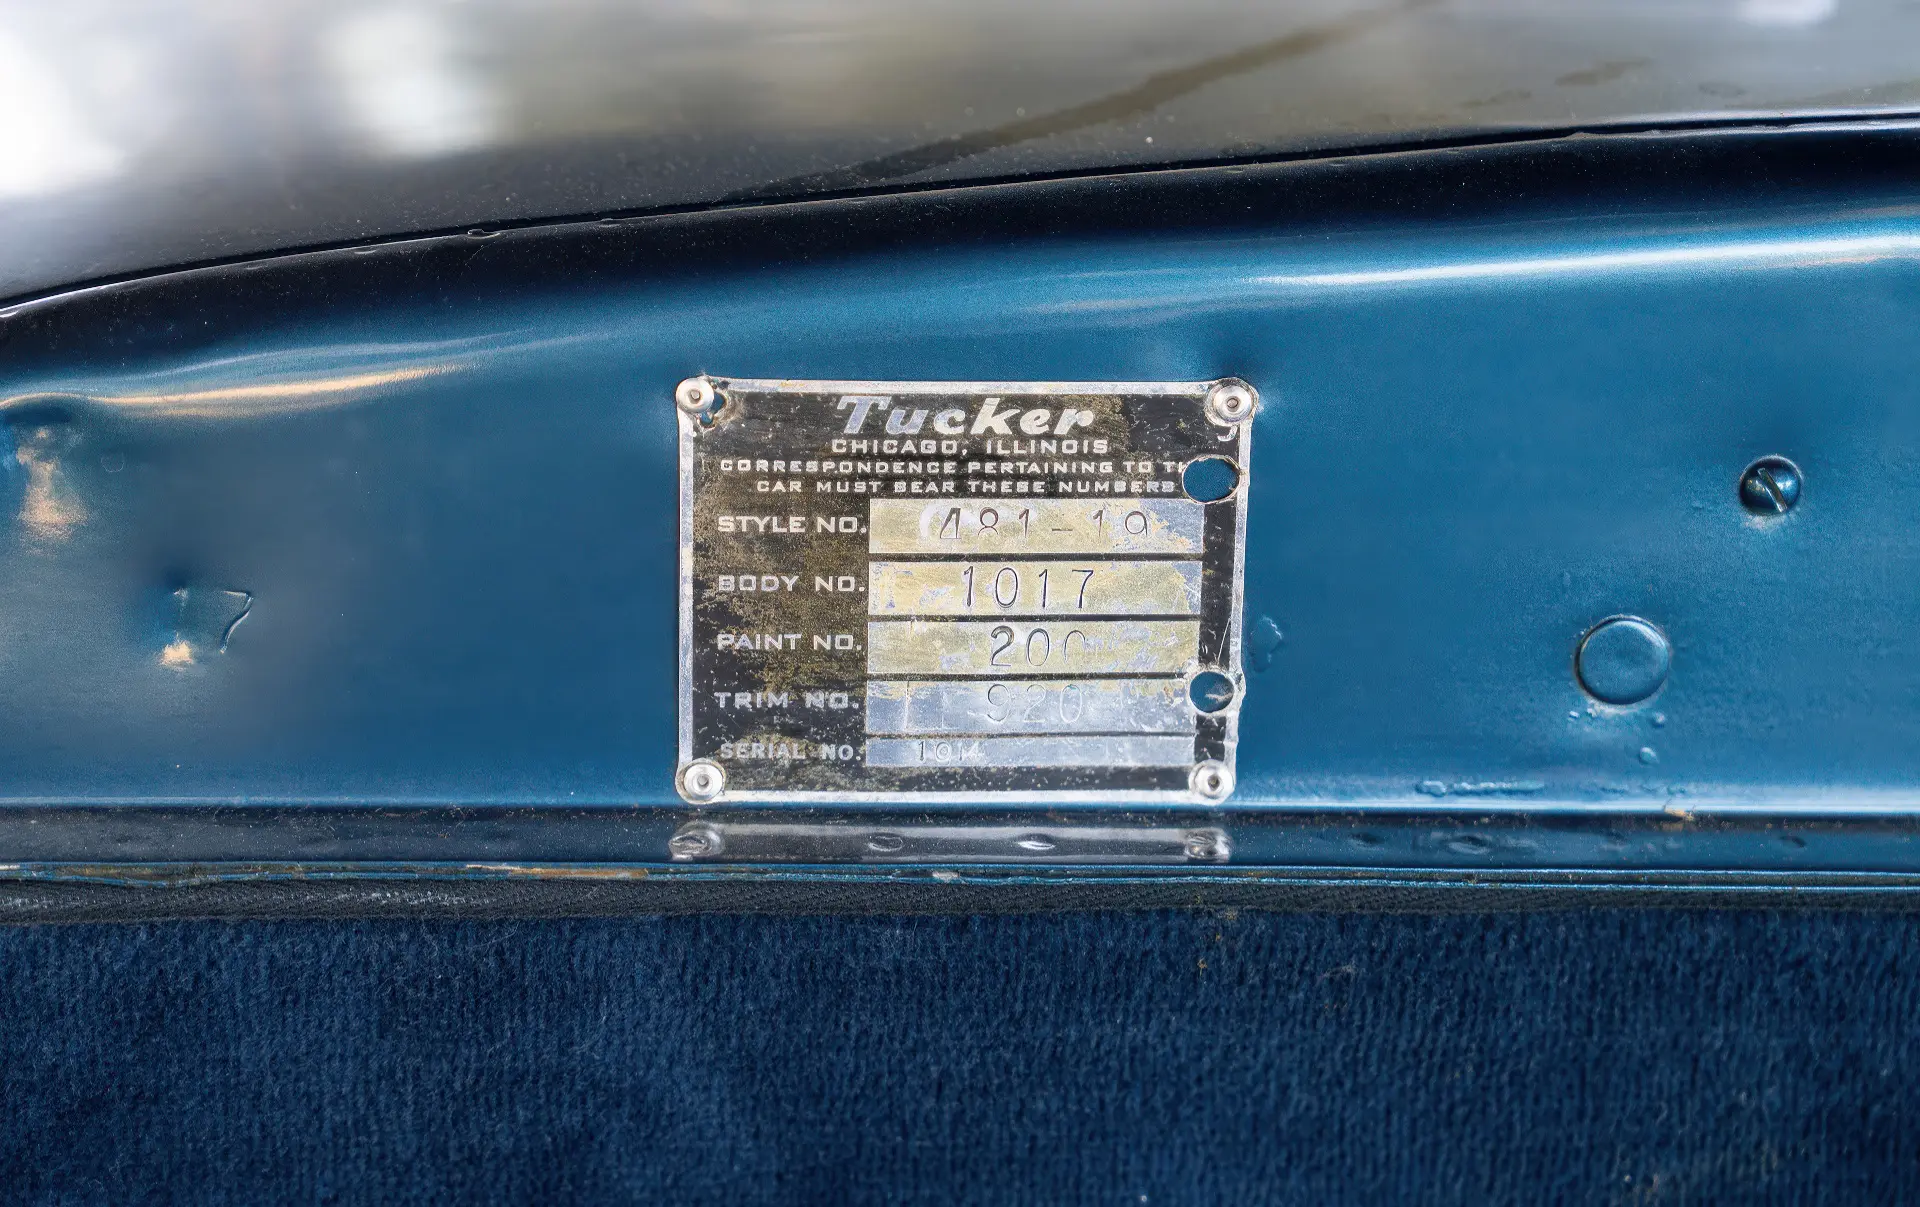 Tucker
CHICAGO, ILLINOIS
CORRESPONDENCE PERTAINING TO
CAR MUST BEAR THESE NUMBERS
STYLE NO. 481-19
BODY NO. 1017
PAINT NO. 200
TRIM NO. 920
SERIAL NO. 1014